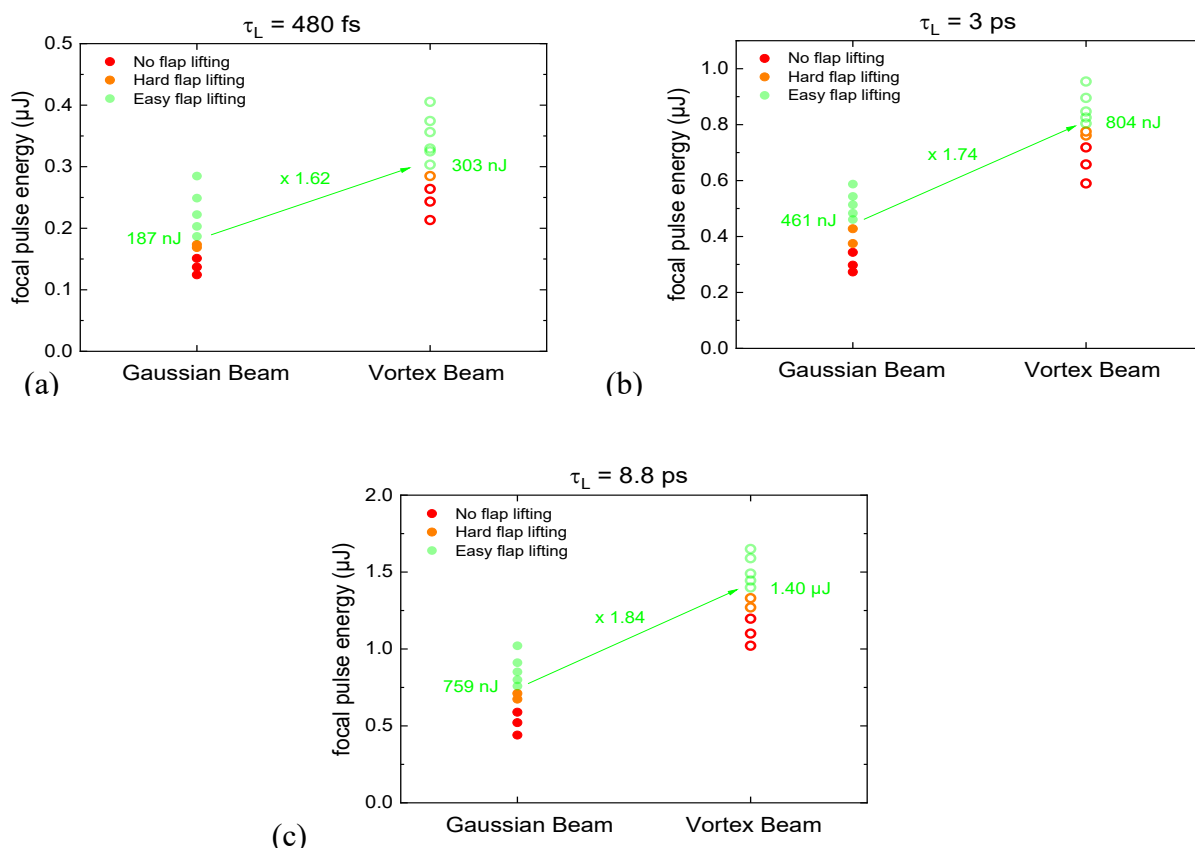 τL = 480 fs
0.5
0.4
0.3
0.2
0.1
0.0
focal pulse energy (µJ)
No flap lifting
Hard flap lifting
Easy flap lifting
187 nJ
x 1.62
303 nJ
Gaussian Beam
Vortex Beam
(a)
τL = 3 ps
1.0
0.8
0.6
0.4
0.2
0.0
focal pulse energy (µJ)
No flap lifting
Hard flap lifting
Easy flap lifting
461 nJ
x 1.74
804 nJ
Gaussian Beam
Vortex Beam
(b)
τL = 8.8 ps
2.0
1.5
1.0
0.5
0.0
focal pulse energy (µJ)
No flap lifting
Hard flap lifting
Easy flap lifting
759 nJ
x 1.84
1.40 µJ
Gaussian Beam
Vortex Beam
(c)